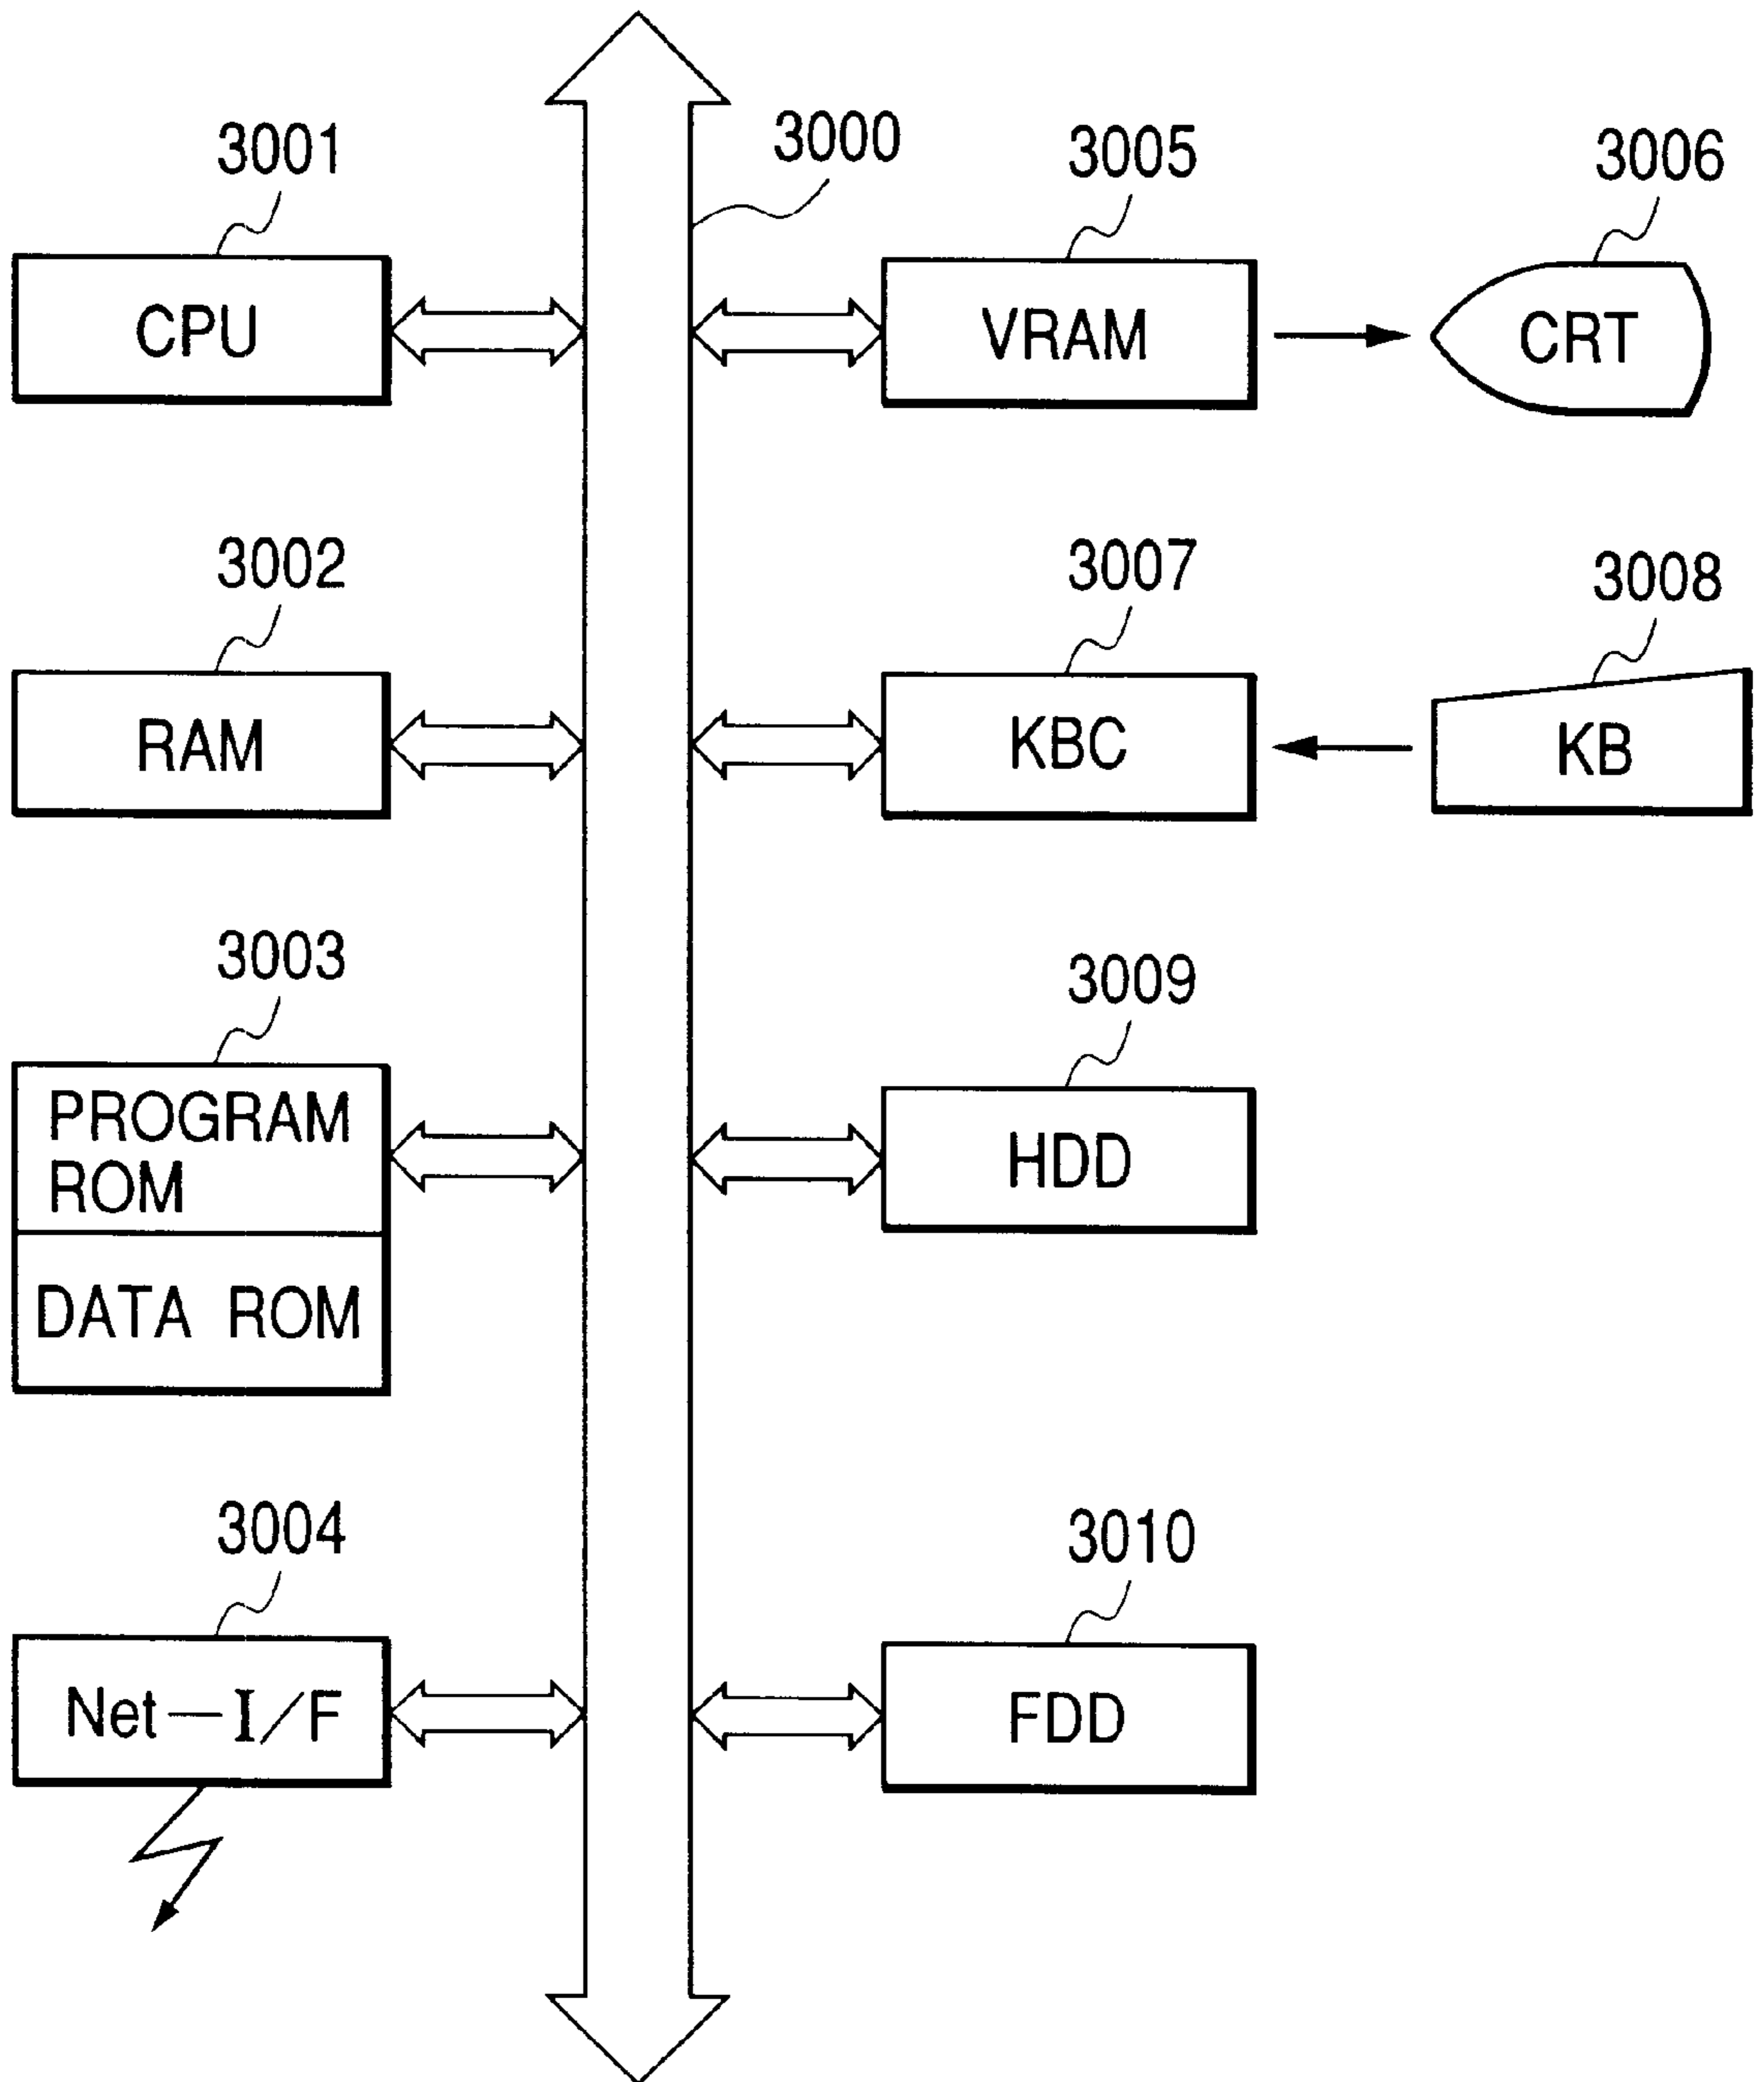 3000
3001
CPU
3005
VRAM
3006
CRT
3002
RAM
3007
KBC
3008
KB
3003
PROGRAM
ROM
DATA ROM
3009
HDD
3004
Net-I/F
3010
FDD